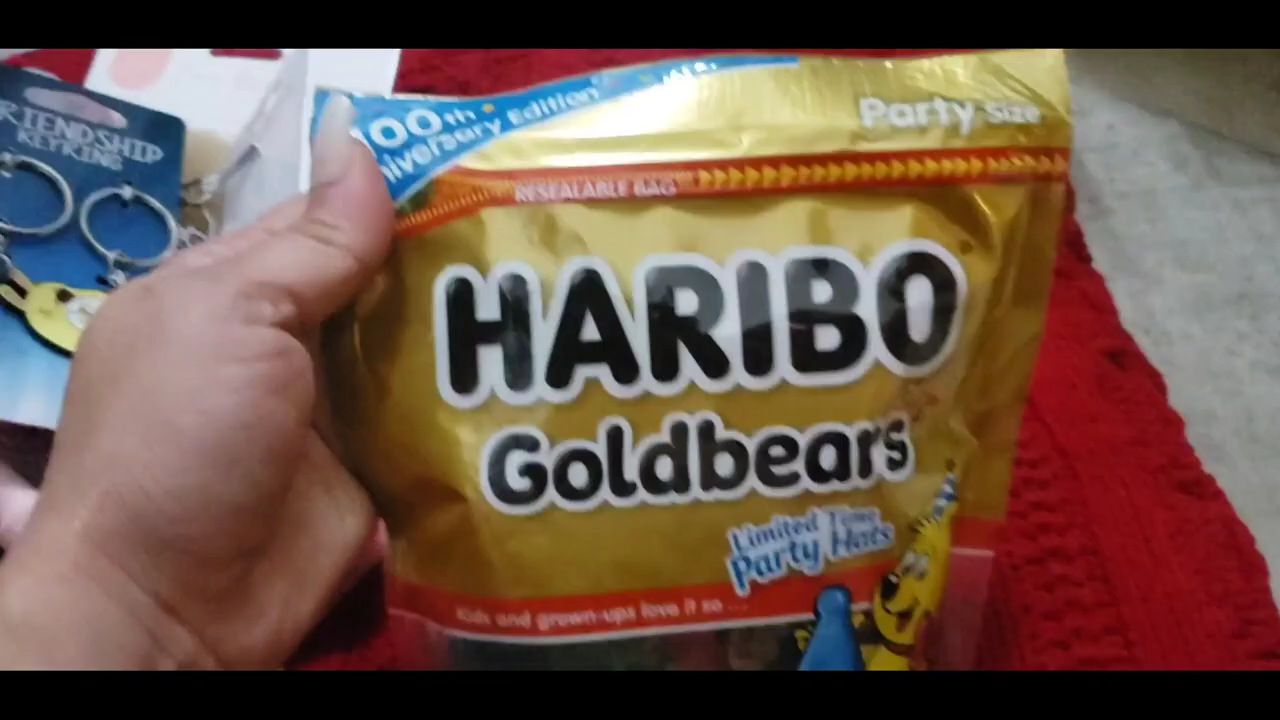 100th
niversary Edition
Party Size
RESEALABLE BAG
HARIBO
Goldbears
Limited Time
Party Hats
Kids and grown-ups love it so ...
RIENDSHIP
KEYRING